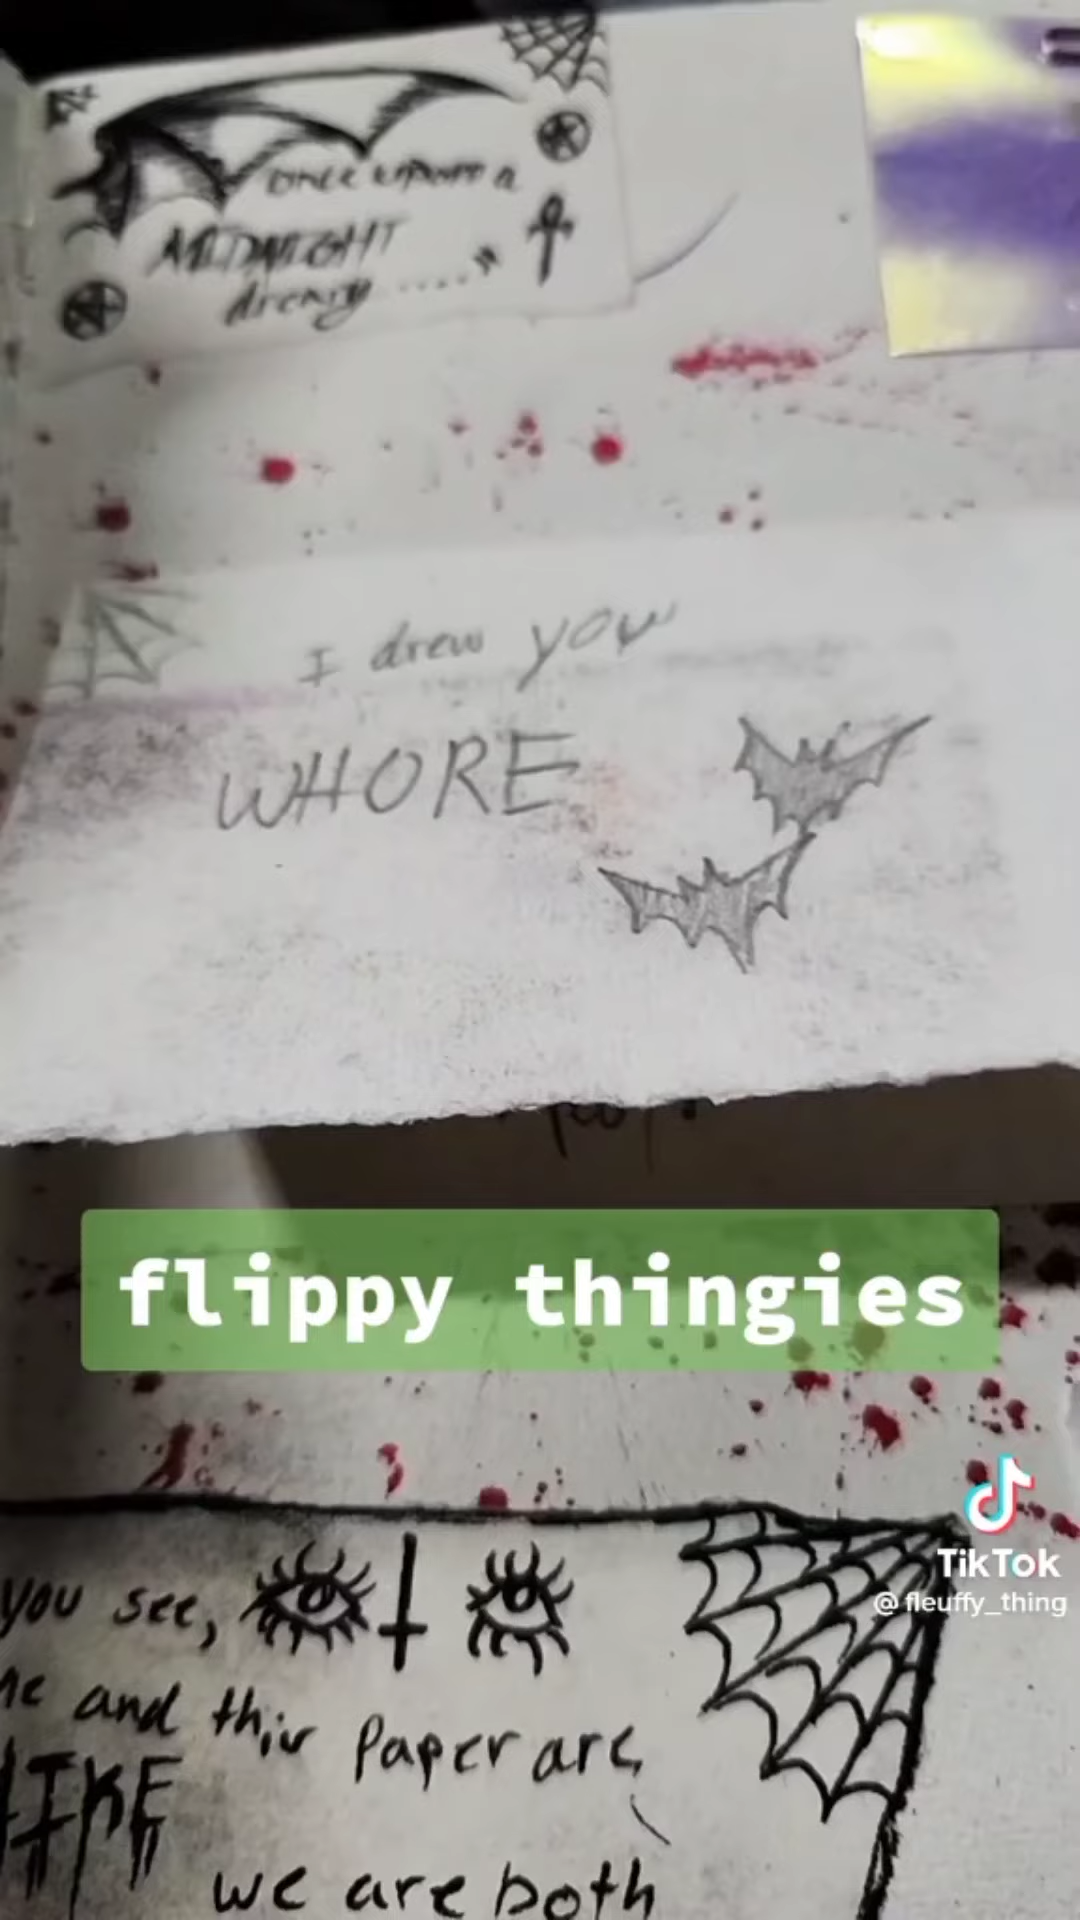 once upon a
MIDNIGHT
dreary ....."
I drew you
WHORE
flippy thingies
TikTok
@fleuffy_thing
you see,
and this Paper are
we are both